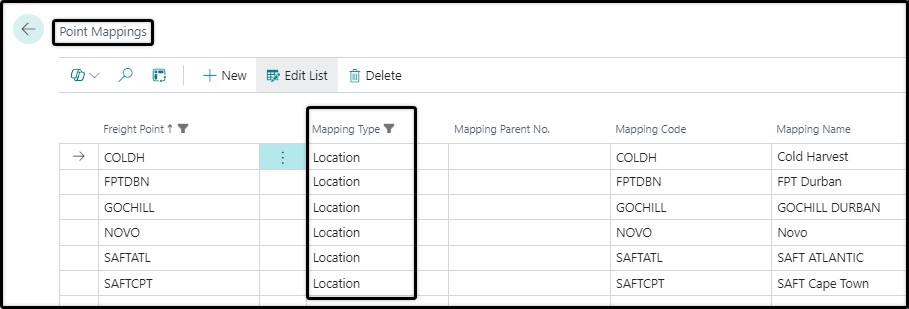 Point Mappings
New Edit List Delete
Freight Point ↑ Mapping Type Mapping Parent No. Mapping Code Mapping Name
COLDH Location COLDH Cold Harvest
FPTDBN Location FPTDBN FPT Durban
GOCHILL Location GOCHILL GOCHILL DURBAN
NOVO Location NOVO Novo
SAFTATL Location SAFTATL SAFT ATLANTIC
SAFTCPT Location SAFTCPT SAFT Cape Town